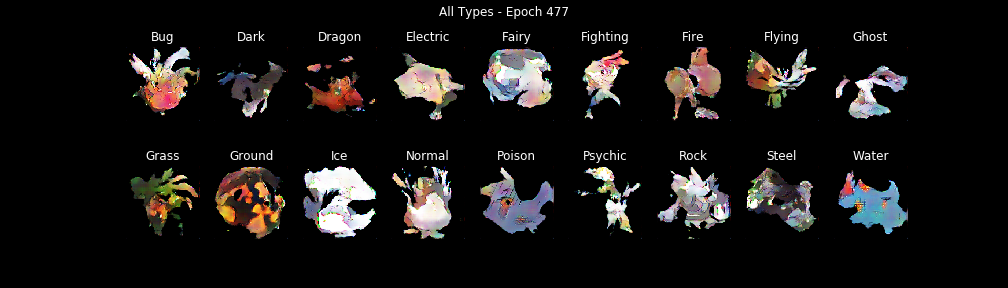 All Types - Epoch 477
Bug Dark Dragon Electric Fairy Fighting Fire Flying Ghost
Grass Ground Ice Normal Poison Psychic Rock Steel Water